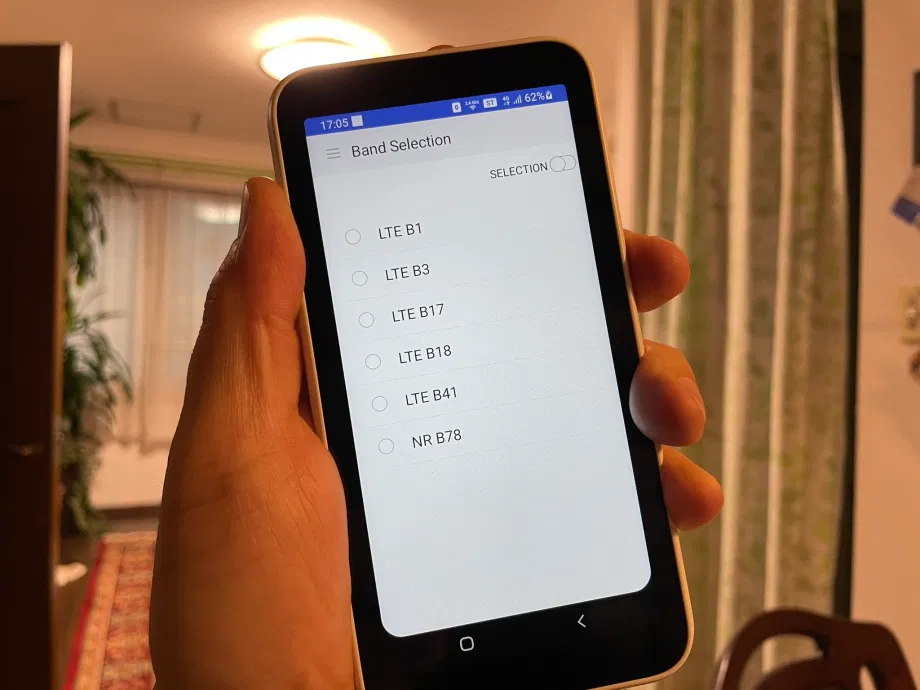 17:05 62%
Band Selection
SELECTION
LTE B1
LTE B3
LTE B17
LTE B18
LTE B41
NR B78